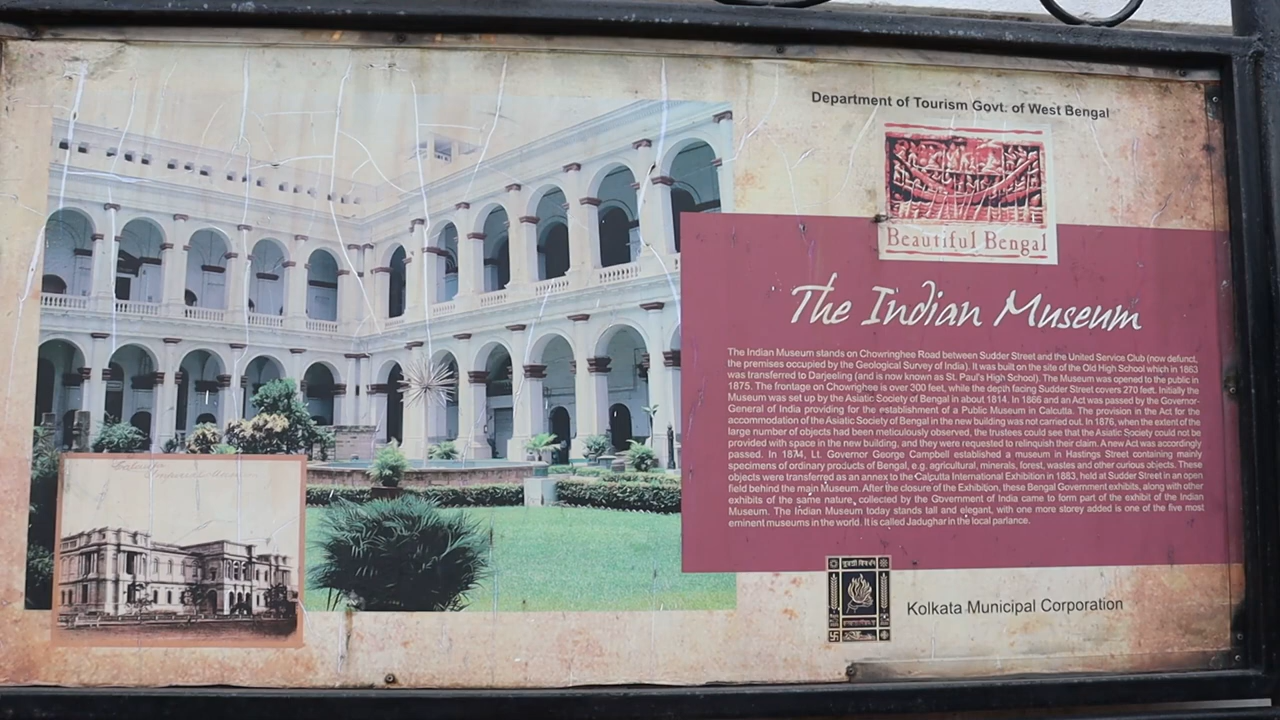 Department of Tourism Govt. of West Bengal
Beautiful Bengal
The Indian Museum
The Indian Museum stands on Chowringhee Road between Sudder Street and the United Service Club (now defunct,
the premises occupied by the Geological Survey of India). It was built on the site of the Old High School which in 1863
was transferred to Darjeeling (and is now known as St. Paul's High School). The Museum was opened to the public in
1875. The frontage on Chowrighee is over 300 feet, while the depth facing Sudder Street covers 270 feet. Initially the
Museum was set up by the Asiatic Society of Bengal in about 1814. In 1866 and an Act was passed by the Governor-
General of India providing for the establishment of a Public Museum in Calcutta. The provision in the Act for the
accommodation of the Asiatic Society of Bengal in the new building was not carried out. In 1876, when the extent of the
large number of objects had been meticulously observed, the trustees could see that the Asiatic Society could not be
provided with space in the new building, and they were requested to relinguish their claim. A new Act was accordingly
passed. In 1874, Lt. Governor George Campbell established a museum in Hastings Street containing mainly
specimens of ordinary products of Bengal, e.g. agricultural, minerals, forest, wastes and other curious objects. These
objects were transferred as an annex to the Calcutta International Exhibition in 1883, held at Sudder Street in an open
field behind the main Museum. After the closure of the Exhibition, these Bengal Government exhibits, along with other
exhibits of the same nature, collected by the Government of India came to form part of the exhibit of the Indian
Museum. The Indian Museum today stands tall and elegant, with one more storey added is one of the five most
eminent museums in the world. It is called Jadughar in the local parlance.
Kolkata Municipal Corporation